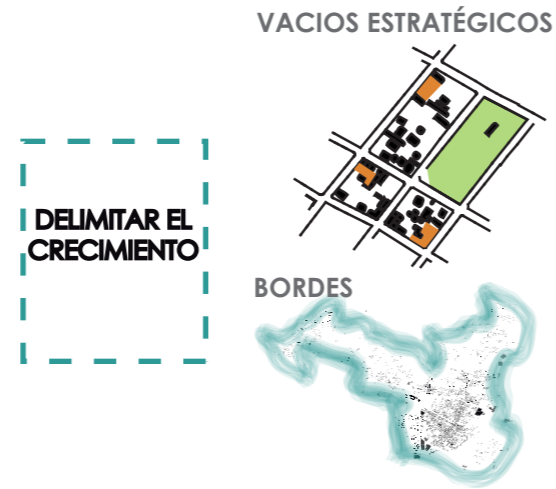 VACIOS ESTRATÉGICOS
DELIMITAR EL
CRECIMIENTO
BORDES